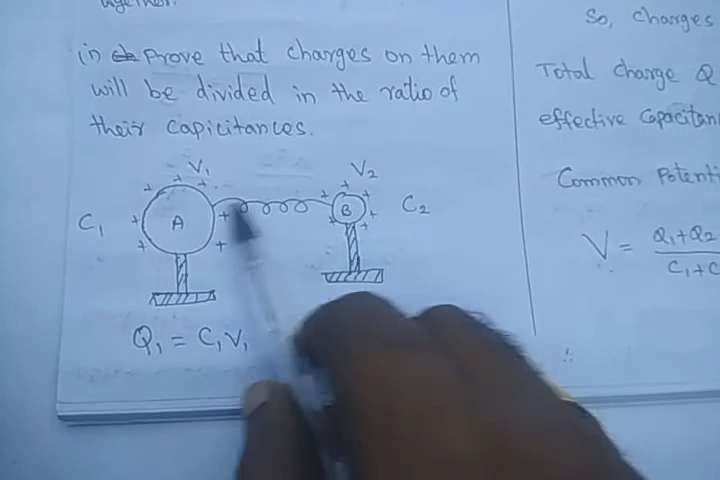 together.
in Prove that charges on them
will be divided in the ratio of
their capicitances.
V₁
V₂
C₁
A
B
C₂
Q₁ = C₁V₁
So, charges
Total charge Q
effective Capacitan
Common Potenti
V = Q₁+Q₂
C₁+C